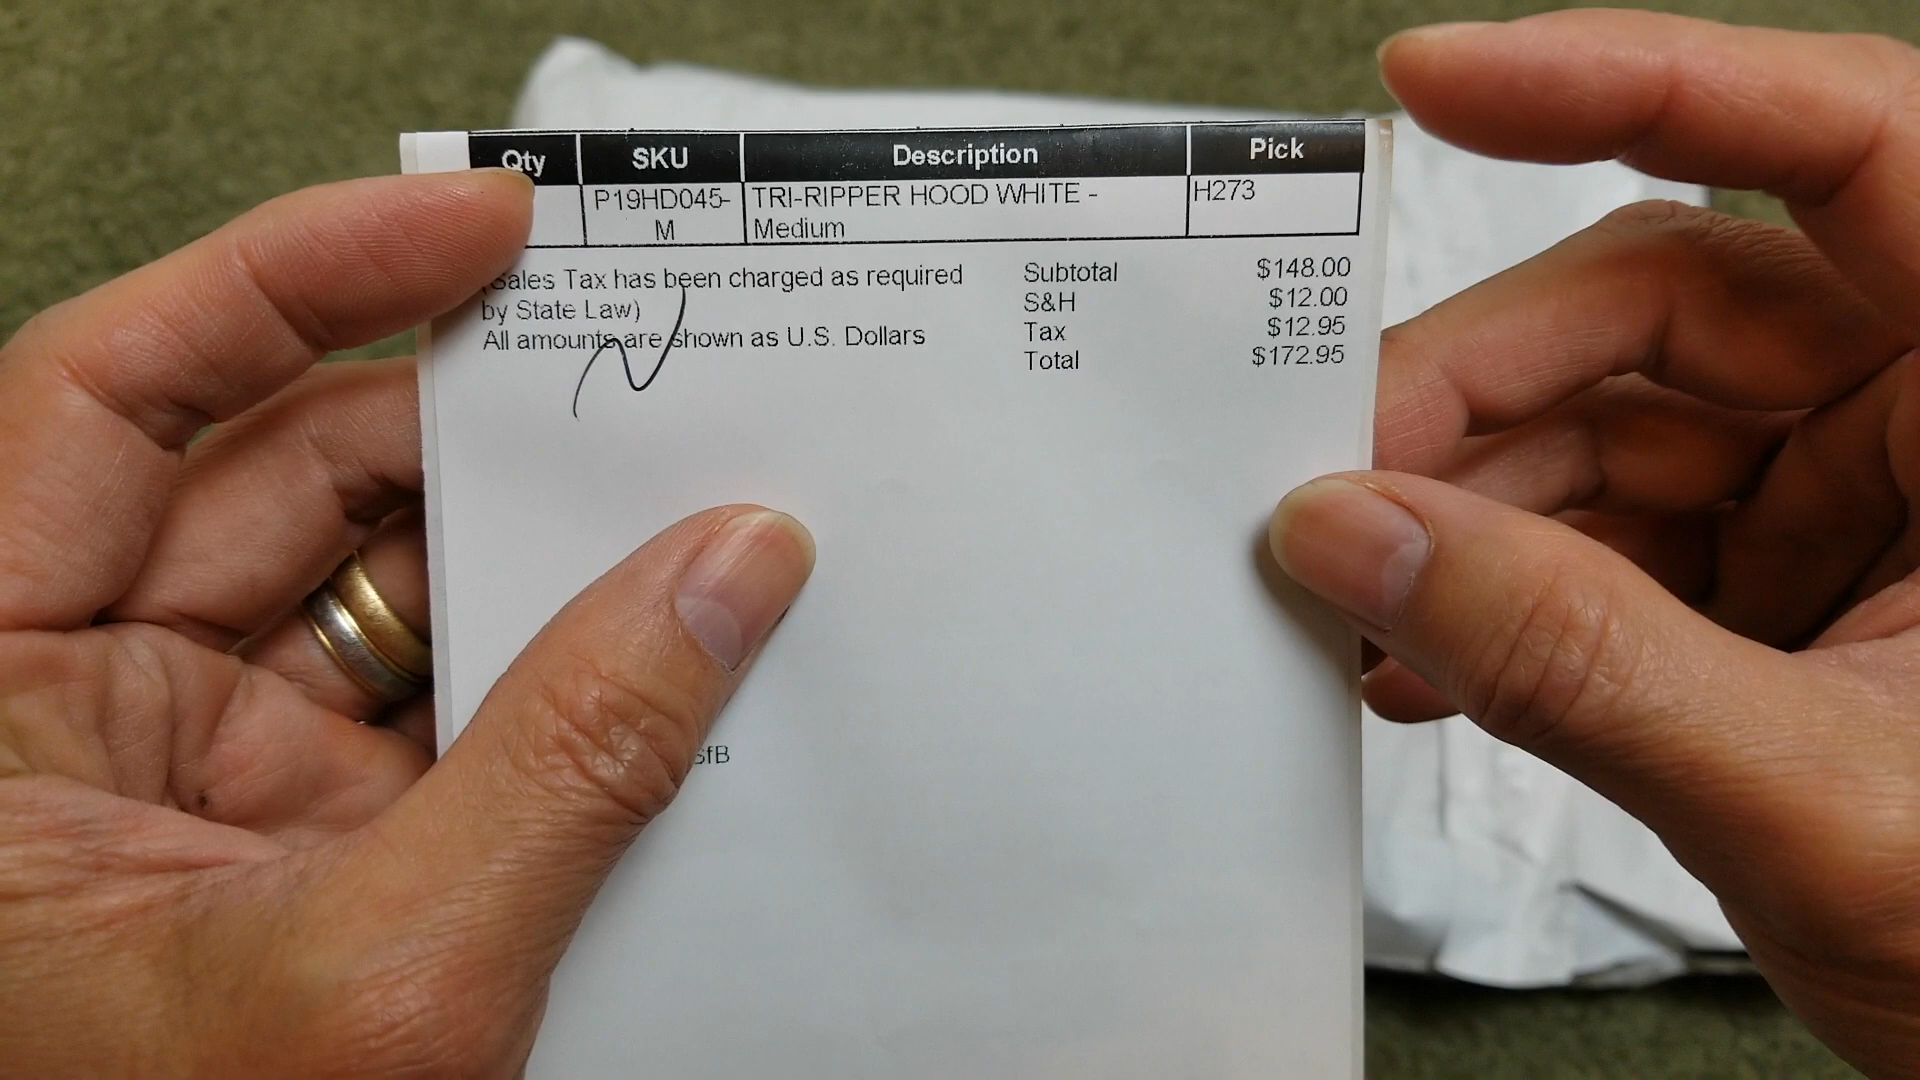 Qty SKU Description Pick
P19HD045-M TRI-RIPPER HOOD WHITE - Medium H273
(Sales Tax has been charged as required by State Law)
All amounts are shown as U.S. Dollars
Subtotal $148.00
S&H $12.00
Tax $12.95
Total $172.95